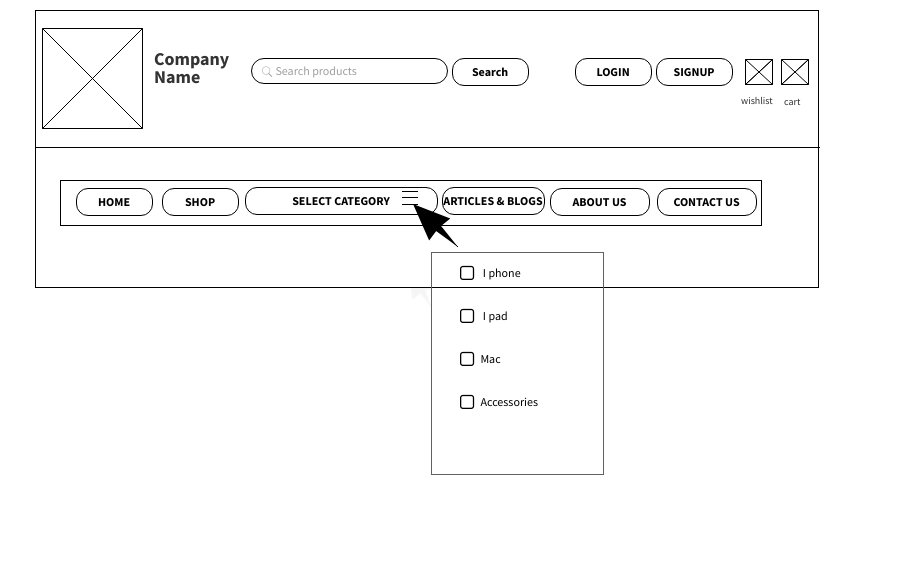 Company
Name
Search products
Search
LOGIN
SIGNUP
wishlist
cart
HOME
SHOP
SELECT CATEGORY
ARTICLES & BLOGS
ABOUT US
CONTACT US
I phone
I pad
Mac
Accessories